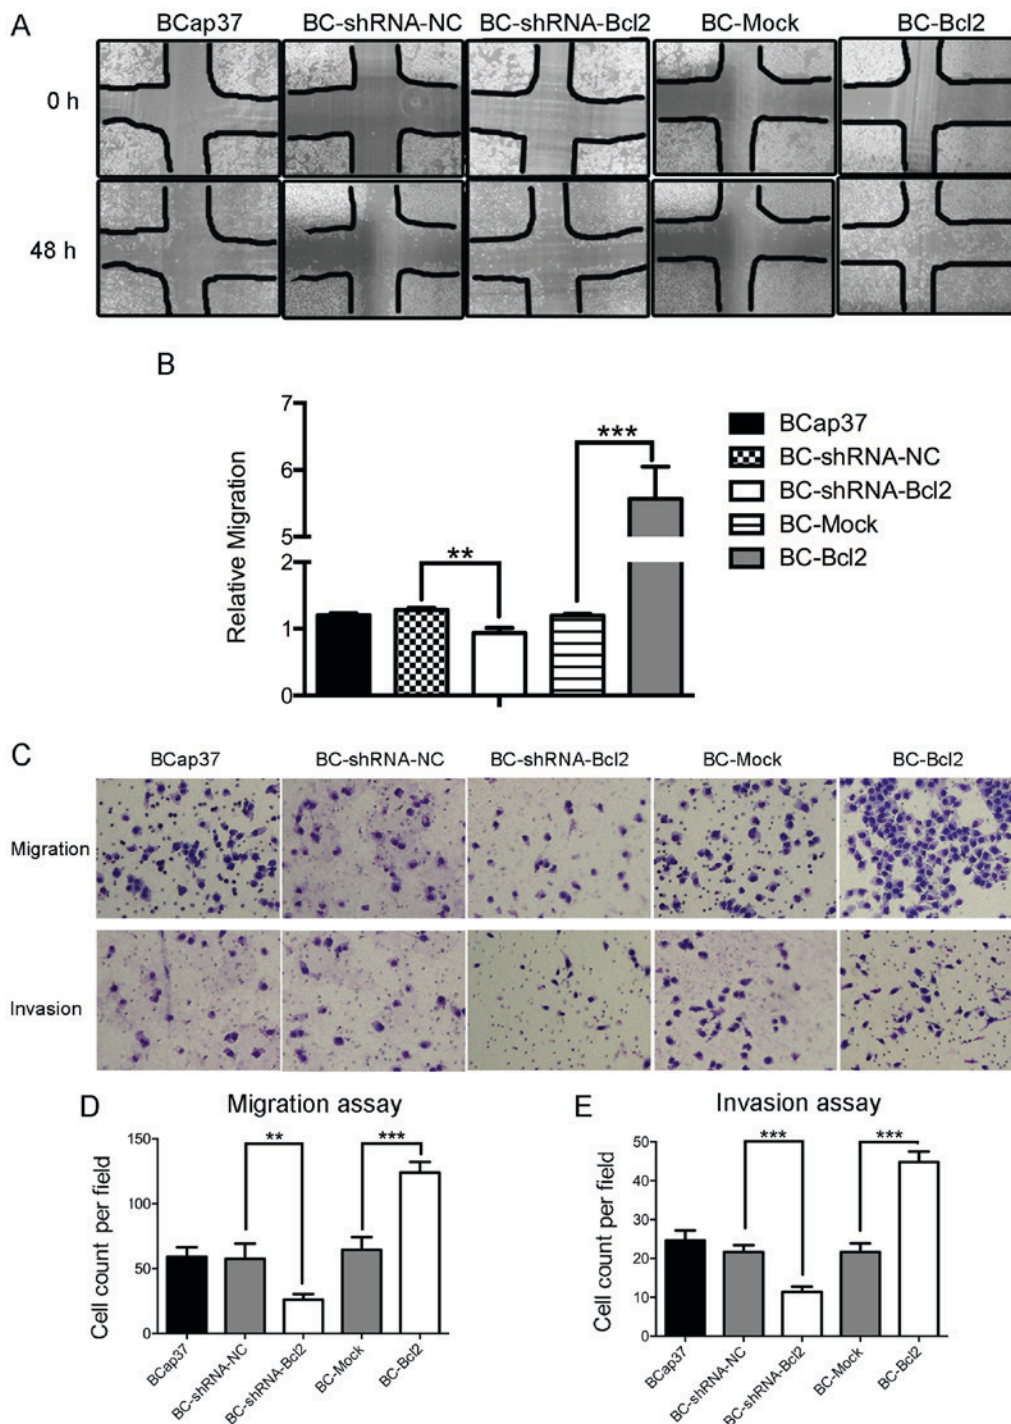 A
BCap37 BC-shRNA-NC BC-shRNA-Bcl2 BC-Mock BC-Bcl2
0 h
48 h
B
Relative Migration
7
6
5
2
1
0
**
***
BCap37
BC-shRNA-NC
BC-shRNA-Bcl2
BC-Mock
BC-Bcl2
C
BCap37 BC-shRNA-NC BC-shRNA-Bcl2 BC-Mock BC-Bcl2
Migration
Invasion
D
Migration assay
Cell count per field
150
100
50
0
**
***
BCap37
BC-shRNA-NC
BC-shRNA-Bcl2
BC-Mock
BC-Bcl2
E
Invasion assay
Cell count per field
50
40
30
20
10
0
***
***
BCap37
BC-shRNA-NC
BC-shRNA-Bcl2
BC-Mock
BC-Bcl2